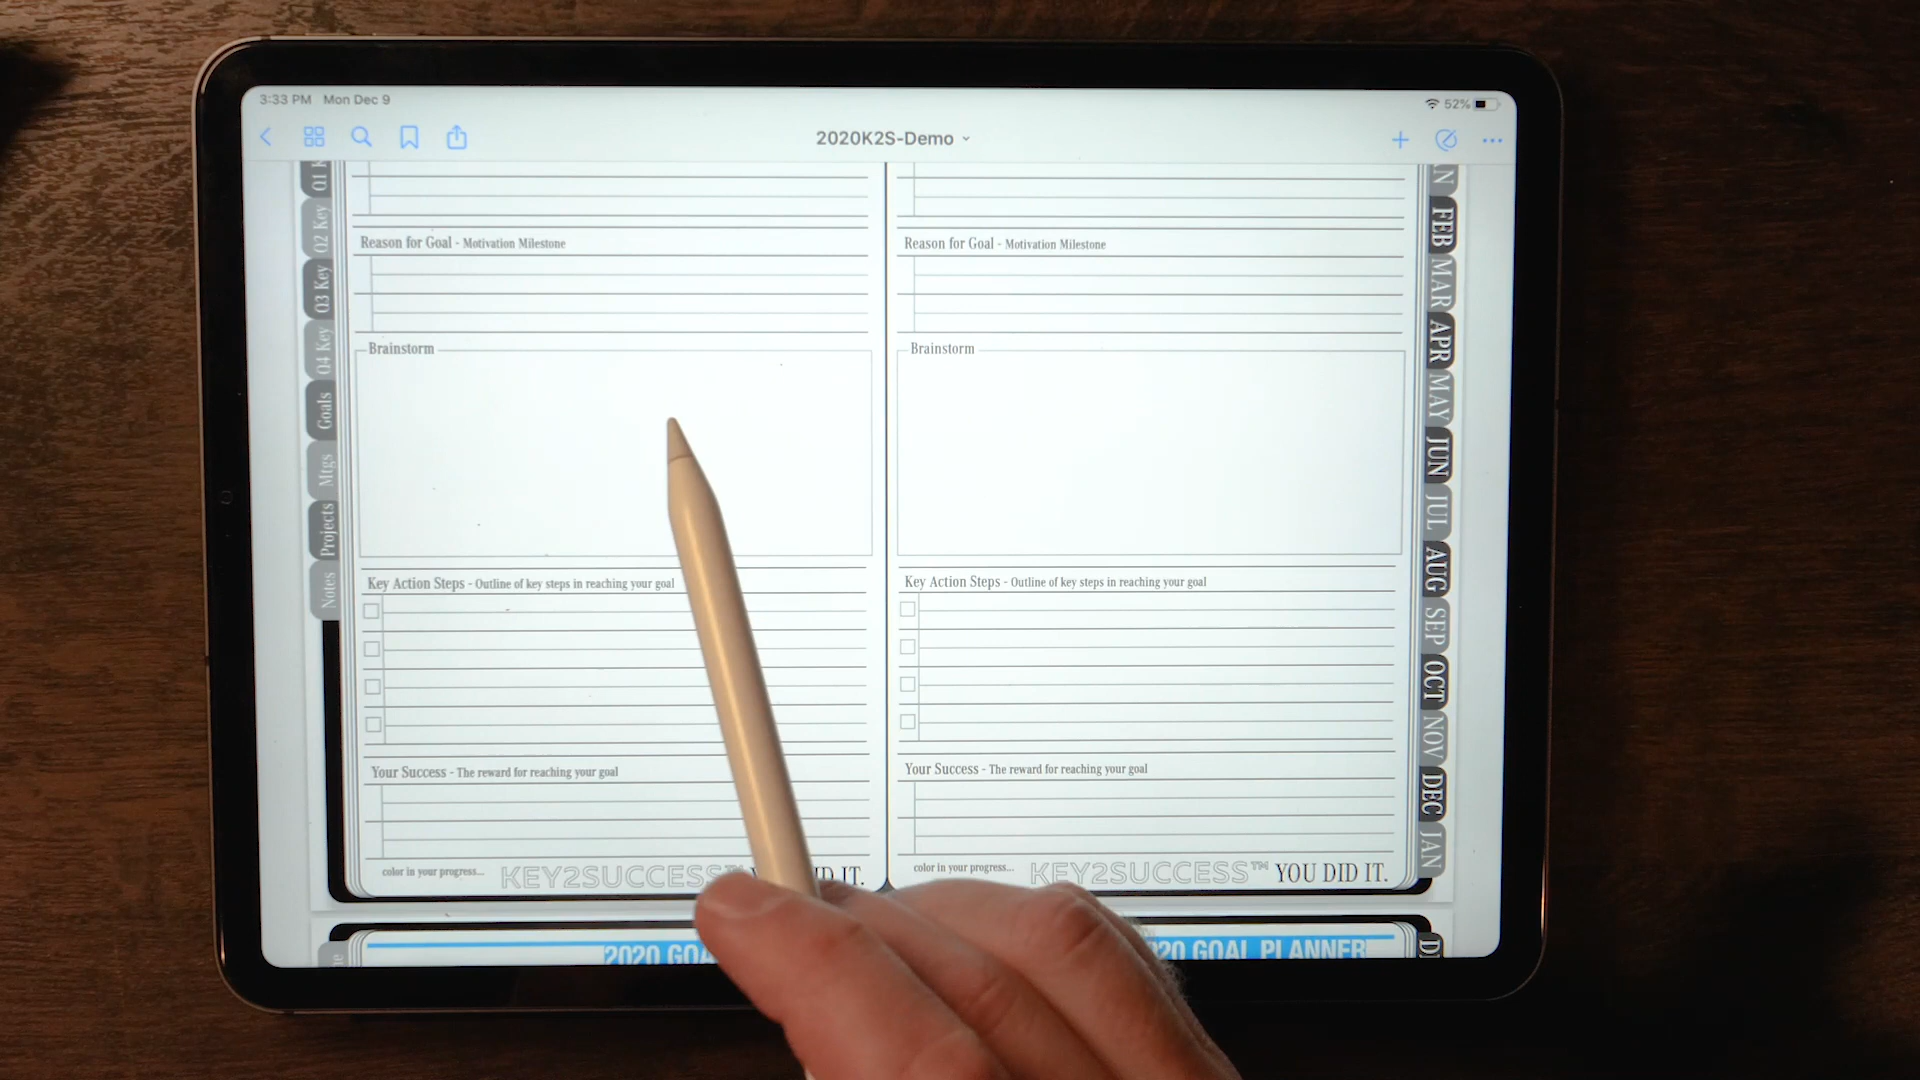 3:33 PM Mon Dec 9
52%
2020K2S-Demo
Q1
Q2 Key
Q3 Key
Q4 Key
Goals
Mtgs
Projects
Notes
Reason for Goal - Motivation Milestone
Brainstorm
Key Action Steps - Outline of key steps in reaching your goal
Your Success - The reward for reaching your goal
color in your progress... KEY2SUCCESS™ DID IT.
Reason for Goal - Motivation Milestone
Brainstorm
Key Action Steps - Outline of key steps in reaching your goal
Your Success - The reward for reaching your goal
color in your progress... KEY2SUCCESS™ YOU DID IT.
FEB
MAR
APR
MAY
JUN
JUL
AUG
SEP
OCT
NOV
DEC
JAN
2020 GOA
20 GOAL PLANNER